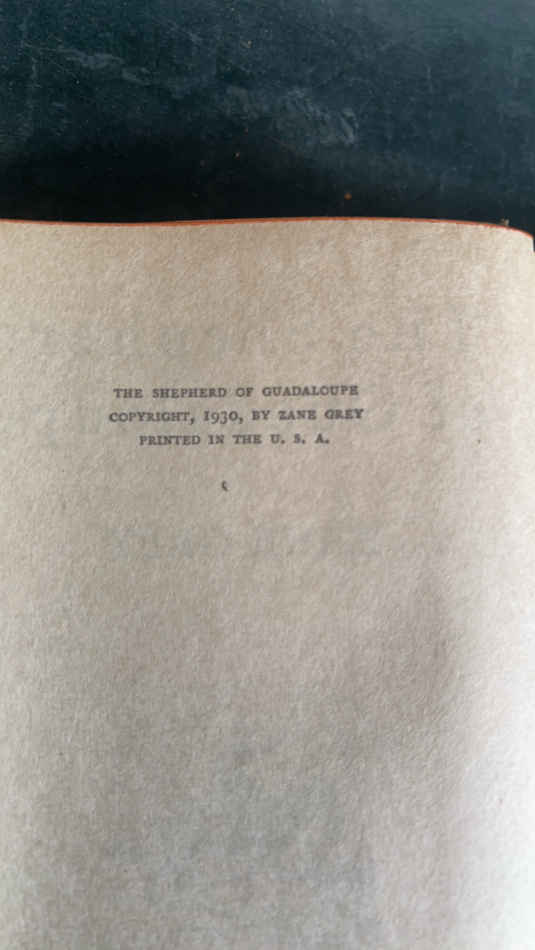 THE SHEPHERD OF GUADALOUPE
COPYRIGHT, 1930, BY ZANE GREY
PRINTED IN THE U. S. A.